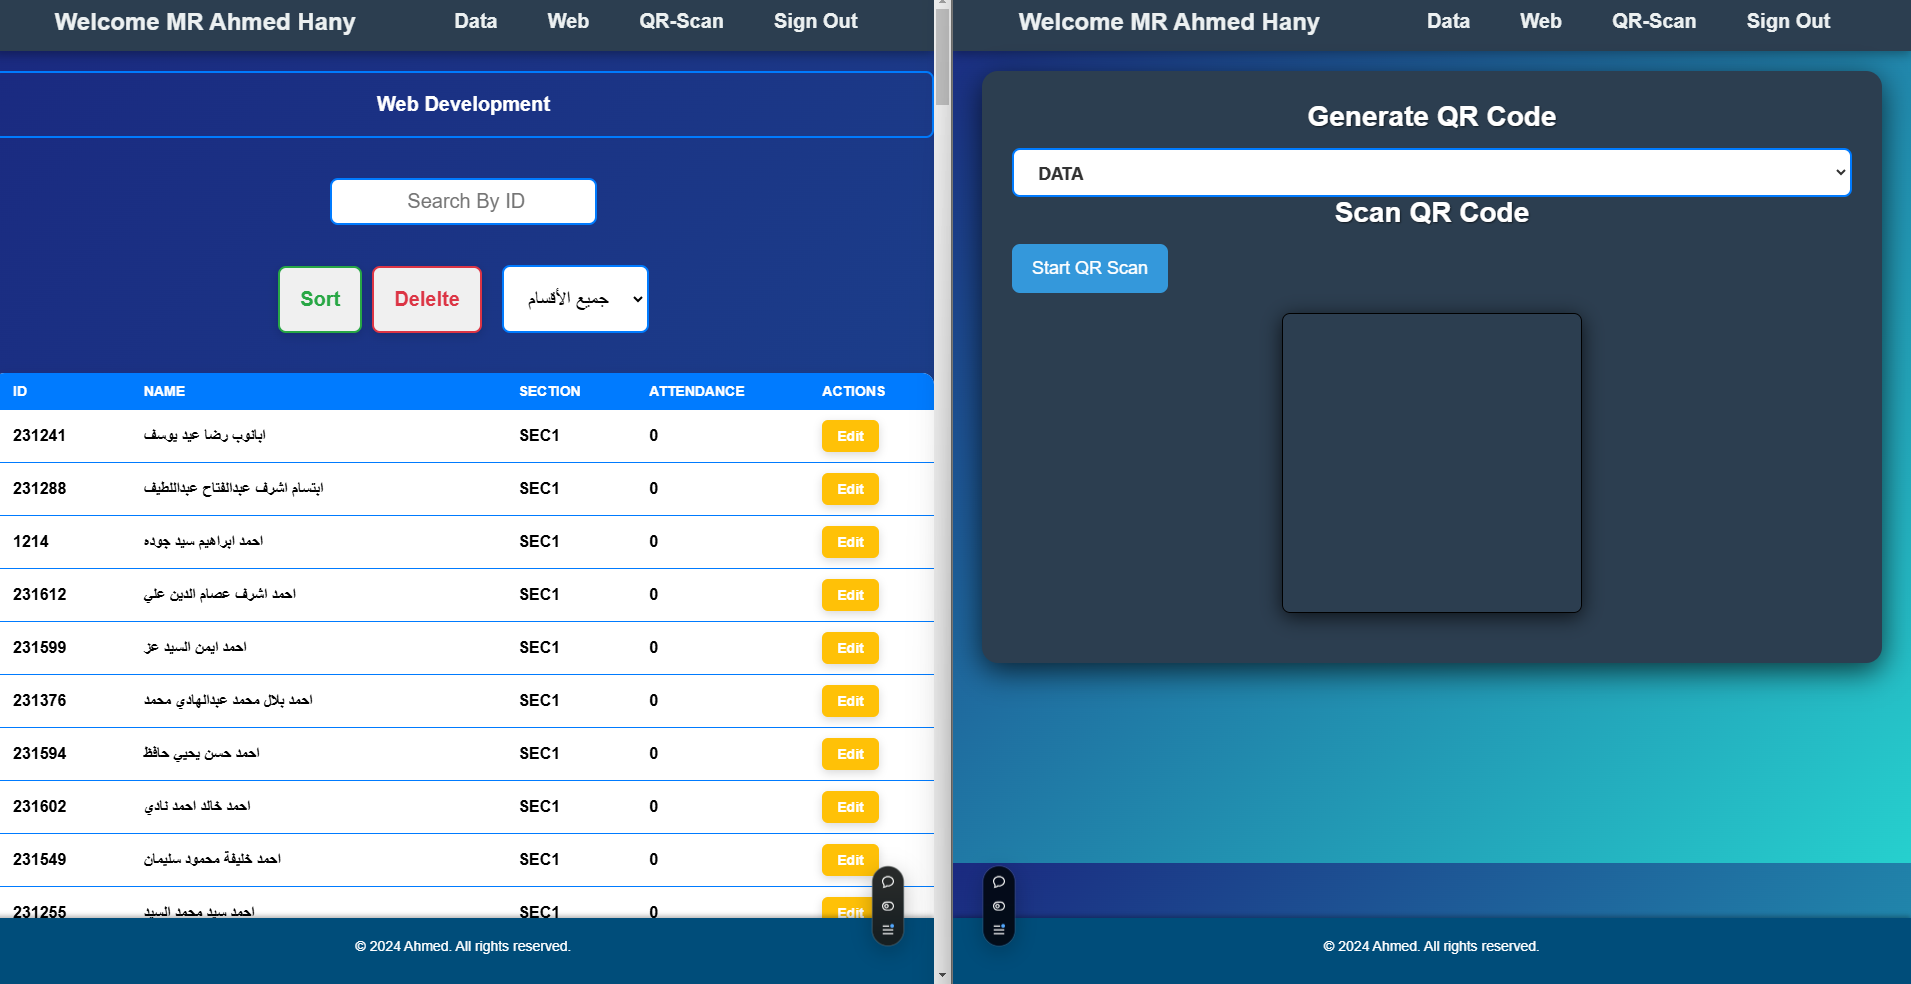 Welcome MR Ahmed Hany Data Web QR-Scan Sign Out
Web Development
Search By ID
Sort Delelte جميع الأقسام
ID NAME SECTION ATTENDANCE ACTIONS
231241 ابانوب رضا عيد يوسف SEC1 0 Edit
231288 ابتسام اشرف عبدالفتاح عبداللطيف SEC1 0 Edit
1214 احمد ابراهيم سيد جوده SEC1 0 Edit
231612 احمد اشرف عصام الدين علي SEC1 0 Edit
231599 احمد ايمن السيد عز SEC1 0 Edit
231376 احمد بلال محمد عبدالهادي محمد SEC1 0 Edit
231594 احمد حسن يحيي حافظ SEC1 0 Edit
231602 احمد خالد احمد نادي SEC1 0 Edit
231549 احمد خليفة محمود سليمان SEC1 0 Edit
231255 احمد سيد محمد السيد SEC1 0 Edit
© 2024 Ahmed. All rights reserved.
Welcome MR Ahmed Hany Data Web QR-Scan Sign Out
Generate QR Code
DATA
Scan QR Code
Start QR Scan
© 2024 Ahmed. All rights reserved.